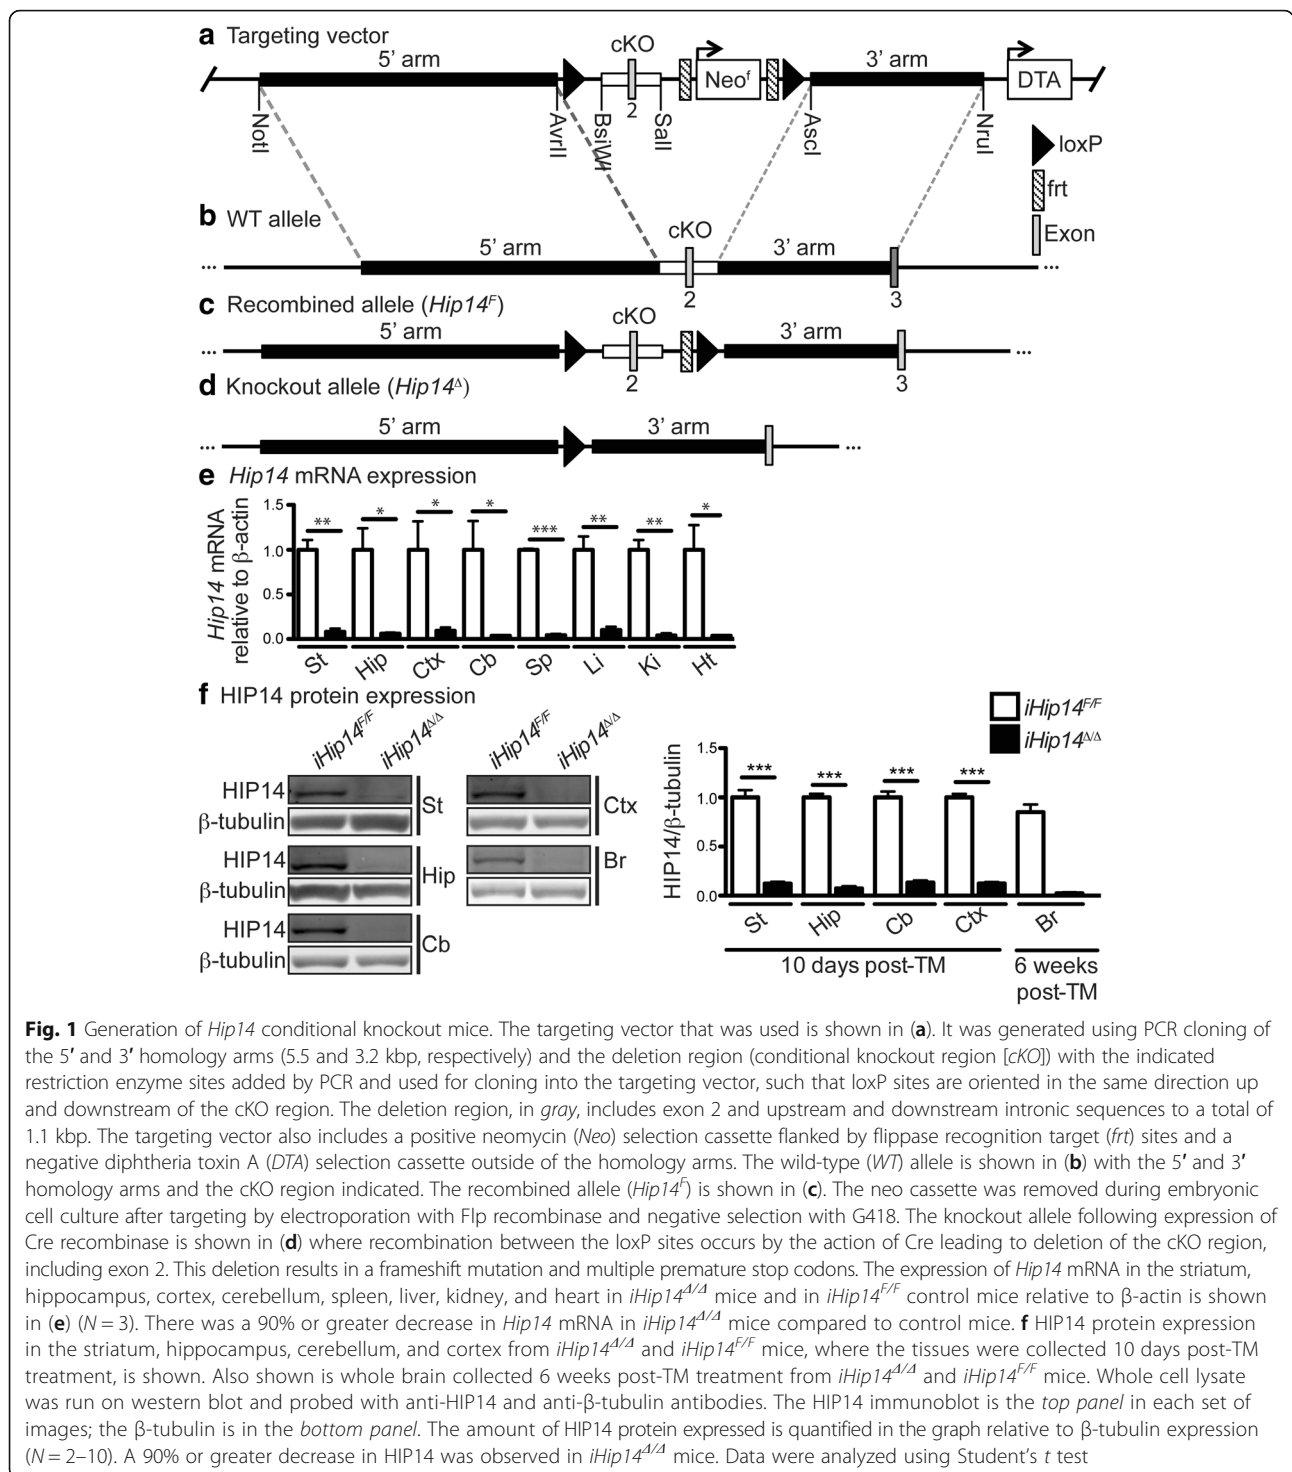 a Targeting vector
5’ arm
cKO
Neoᶠ
3’ arm
DTA
2
NotI
AvrII
BsiWI
SalI
AscI
NruI
loxP
frt
Exon
b WT allele
5’ arm
cKO
3’ arm
...
...
2
3
c Recombined allele (Hip14ᶠ)
5’ arm
cKO
3’ arm
...
...
2
3
d Knockout allele (Hip14Δ)
5’ arm
3’ arm
...
...
e Hip14 mRNA expression
Hip14 mRNA
relative to β-actin
1.5
1.0
0.5
0.0
** * * * *** ** ** *
St Hip Ctx Cb Sp Li Ki Ht
f HIP14 protein expression
iHip14F/F iHip14Δ/Δ iHip14F/F iHip14Δ/Δ
HIP14
β-tubulin
St
Ctx
HIP14
β-tubulin
Hip
Br
HIP14
β-tubulin
Cb
iHip14F/F
iHip14Δ/Δ
HIP14/β-tubulin
1.5
1.0
0.5
0.0
*** *** *** ***
St Hip Cb Ctx Br
10 days post-TM
6 weeks
post-TM
Fig. 1 Generation of Hip14 conditional knockout mice. The targeting vector that was used is shown in (a). It was generated using PCR cloning of
the 5′ and 3′ homology arms (5.5 and 3.2 kbp, respectively) and the deletion region (conditional knockout region [cKO]) with the indicated
restriction enzyme sites added by PCR and used for cloning into the targeting vector, such that loxP sites are oriented in the same direction up
and downstream of the cKO region. The deletion region, in gray, includes exon 2 and upstream and downstream intronic sequences to a total of
1.1 kbp. The targeting vector also includes a positive neomycin (Neo) selection cassette flanked by flippase recognition target (frt) sites and a
negative diphtheria toxin A (DTA) selection cassette outside of the homology arms. The wild-type (WT) allele is shown in (b) with the 5′ and 3′
homology arms and the cKO region indicated. The recombined allele (Hip14F) is shown in (c). The neo cassette was removed during embryonic
cell culture after targeting by electroporation with Flp recombinase and negative selection with G418. The knockout allele following expression of
Cre recombinase is shown in (d) where recombination between the loxP sites occurs by the action of Cre leading to deletion of the cKO region,
including exon 2. This deletion results in a frameshift mutation and multiple premature stop codons. The expression of Hip14 mRNA in the striatum,
hippocampus, cortex, cerebellum, spleen, liver, kidney, and heart in iHip14Δ/Δ mice and in iHip14F/F control mice relative to β-actin is shown
in (e) (N = 3). There was a 90% or greater decrease in Hip14 mRNA in iHip14Δ/Δ mice compared to control mice. f HIP14 protein expression
in the striatum, hippocampus, cerebellum, and cortex from iHip14Δ/Δ and iHip14F/F mice, where the tissues were collected 10 days post-TM
treatment, is shown. Also shown is whole brain collected 6 weeks post-TM treatment from iHip14Δ/Δ and iHip14F/F mice. Whole cell lysate
was run on western blot and probed with anti-HIP14 and anti-β-tubulin antibodies. The HIP14 immunoblot is the top panel in each set of
images; the β-tubulin is in the bottom panel. The amount of HIP14 protein expressed is quantified in the graph relative to β-tubulin expression
(N = 2–10). A 90% or greater decrease in HIP14 was observed in iHip14Δ/Δ mice. Data were analyzed using Student’s t test